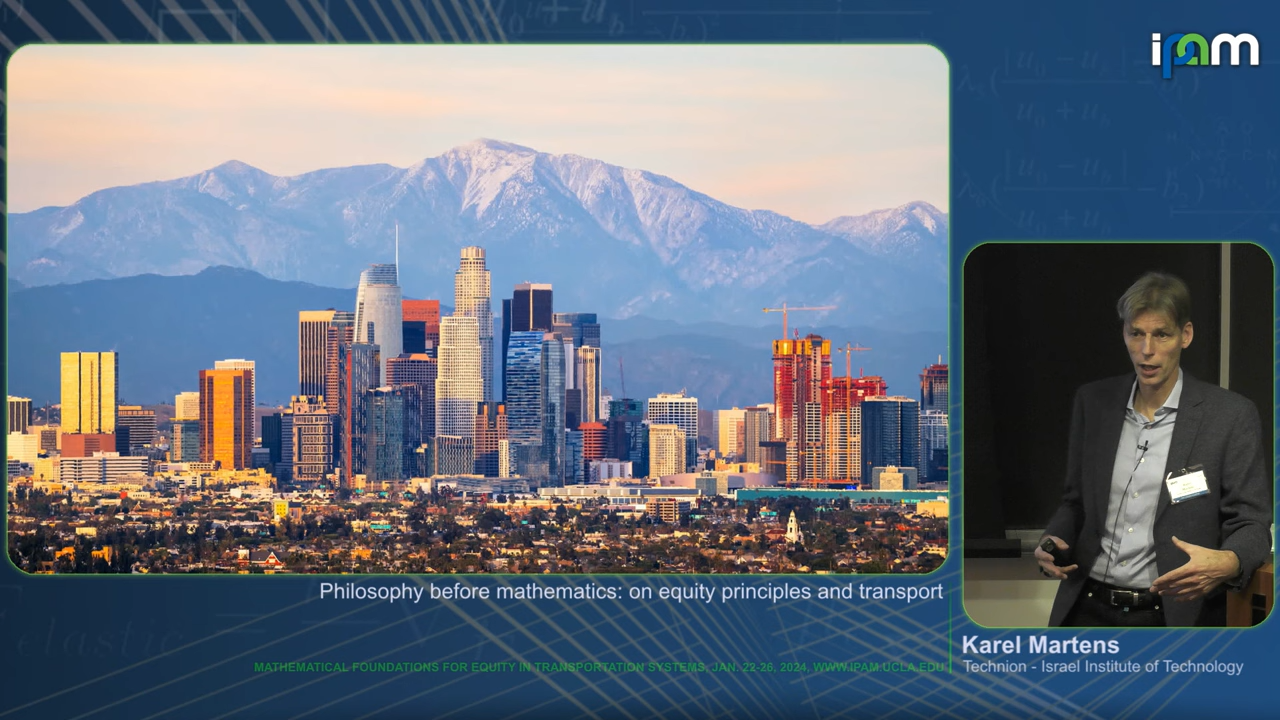 ipam
Philosophy before mathematics: on equity principles and transport
Karel Martens
Technion - Israel Institute of Technology
MATHEMATICAL FOUNDATIONS FOR EQUITY IN TRANSPORTATION SYSTEMS, JAN. 22-26, 2024, WWW.IPAM.UCLA.EDU
elastic